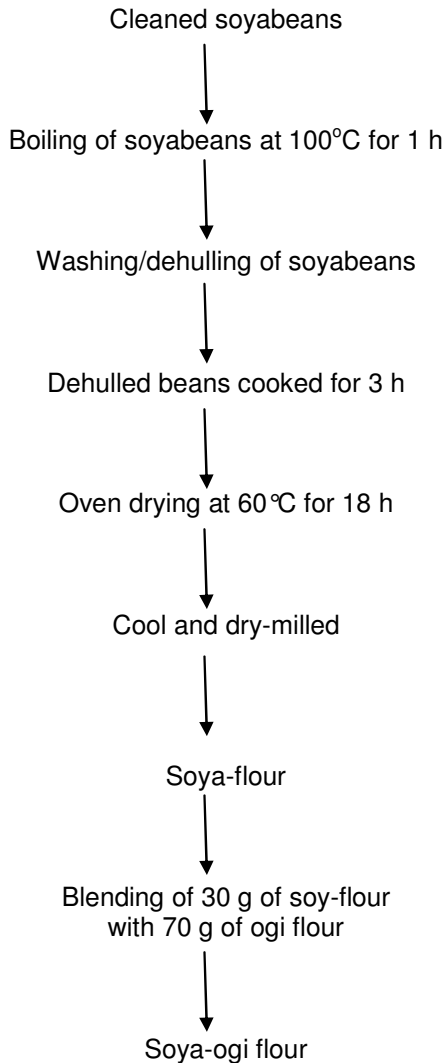 Cleaned soyabeans
Boiling of soyabeans at 100°C for 1 h
Washing/dehulling of soyabeans
Dehulled beans cooked for 3 h
Oven drying at 60°C for 18 h
Cool and dry-milled
Soya-flour
Blending of 30 g of soy-flour
with 70 g of ogi flour
Soya-ogi flour